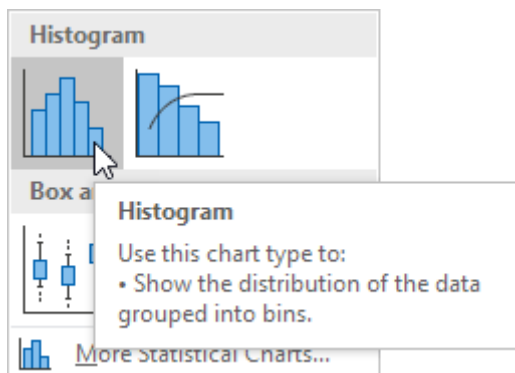 Histogram
Box a
Histogram
Use this chart type to:
• Show the distribution of the data
grouped into bins.
More Statistical Charts...